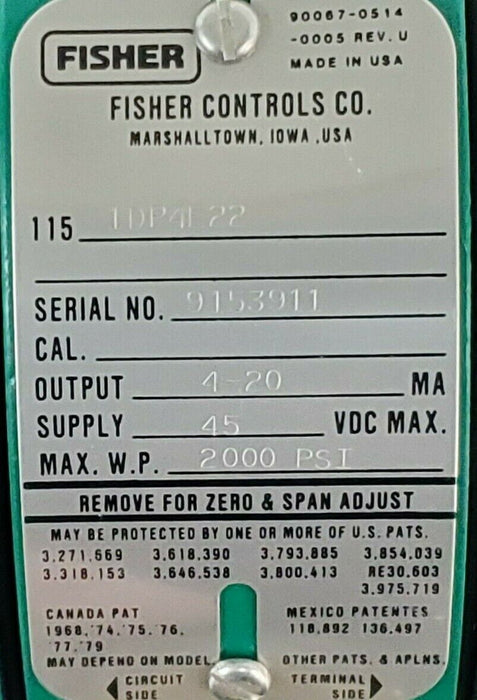 FISHER
90067-0514
-0005 REV. U
MADE IN USA
FISHER CONTROLS CO.
MARSHALLTOWN, IOWA ,USA
115 1DP4E22
SERIAL NO. 9153911
CAL.
OUTPUT 4-20 MA
SUPPLY 45 VDC MAX.
MAX. W.P. 2000 PSI
REMOVE FOR ZERO & SPAN ADJUST
MAY BE PROTECTED BY ONE OR MORE OF U.S. PATS.
3,271,669 3,618,390 3,793,885 3,854,039
3,318,153 3,646,538 3,800,413 RE30,603
3,975,719
CANADA PAT
1968,'74,'75,'76,
'77,'79
MEXICO PATENTES
118,892 136,497
MAY DEPEND ON MODEL.
OTHER PATS. & APLNS.
CIRCUIT
SIDE
TERMINAL
SIDE